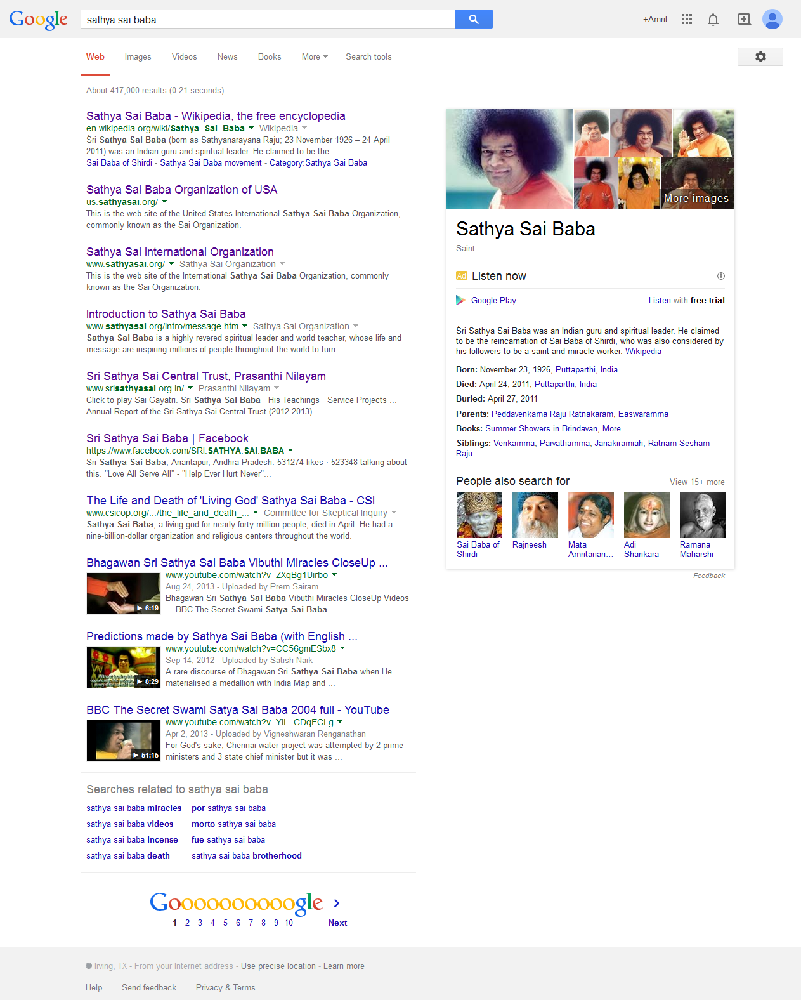 Google
sathya sai baba
+Amrit
Web Images Videos News Books More Search tools
About 417,000 results (0.21 seconds)
Sathya Sai Baba - Wikipedia, the free encyclopedia
en.wikipedia.org/wiki/Sathya_Sai_Baba Wikipedia
Śri Sathya Sai Baba (born as Sathyanarayana Raju; 23 November 1926 – 24 April
2011) was an Indian guru and spiritual leader. He claimed to be the ...
Sai Baba of Shirdi - Sathya Sai Baba movement - Category:Sathya Sai Baba
Sathya Sai Baba Organization of USA
us.sathyasai.org/
This is the web site of the United States International Sathya Sai Baba Organization,
commonly known as the Sai Organization.
Sathya Sai International Organization
www.sathyasai.org/ Sathya Sai Organization
This is the web site of the International Sathya Sai Baba Organization, commonly
known as the Sai Organization.
Introduction to Sathya Sai Baba
www.sathyasai.org/intro/message.htm Sathya Sai Organization
Sathya Sai Baba is a highly revered spiritual leader and world teacher, whose life and
message are inspiring millions of people throughout the world to turn ...
Sri Sathya Sai Central Trust, Prasanthi Nilayam
www.srisathyasai.org.in/ Prasanthi Nilayam
Click to play Sai Gayatri. Sri Sathya Sai Baba · His Teachings · Service Projects ...
Annual Report of the Sri Sathya Sai Central Trust (2012-2013) ...
Sri Sathya Sai Baba | Facebook
https://www.facebook.com/SRI.SATHYA.SAI.BABA
Sri Sathya Sai Baba, Anantapur, Andhra Pradesh. 531274 likes · 523348 talking about
this. "Love All Serve All" - "Help Ever Hurt Never"...
The Life and Death of 'Living God' Sathya Sai Baba - CSI
www.csicop.org/.../the_life_and_death_... Committee for Skeptical Inquiry
Sathya Sai Baba, a living god for nearly forty million people, died in April. He had a
nine-billion-dollar organization and religious centers throughout the world.
Bhagawan Sri Sathya Sai Baba Vibuthi Miracles CloseUp ...
www.youtube.com/watch?v=ZXqBg1Uirbo
Aug 24, 2013 - Uploaded by Prem Sairam
Bhagawan Sri Sathya Sai Baba Vibuthi Miracles CloseUp Videos
... BBC The Secret Swami Satya Sai Baba ...
6:19
Predictions made by Sathya Sai Baba (with English ...
www.youtube.com/watch?v=CC56gmESbx8
Sep 14, 2012 - Uploaded by Satish Naik
A rare discourse of Bhagawan Sri Sathya Sai Baba when He
materialised a medallion with India Map and ...
8:29
BBC The Secret Swami Satya Sai Baba 2004 full - YouTube
www.youtube.com/watch?v=YlL_CDqFCLg
Apr 2, 2013 - Uploaded by Vigneshwaran Renganathan
For God's sake, Chennai water project was attempted by 2 prime
ministers and 3 state chief minister but it was ...
51:15
Searches related to sathya sai baba
sathya sai baba miracles por sathya sai baba
sathya sai baba videos morto sathya sai baba
sathya sai baba incense fue sathya sai baba
sathya sai baba death sathya sai baba brotherhood
Goooooooooogle
1 2 3 4 5 6 7 8 9 10 Next
More images
Sathya Sai Baba
Saint
Ad Listen now
Google Play Listen with free trial
Śri Sathya Sai Baba was an Indian guru and spiritual leader. He claimed
to be the reincarnation of Sai Baba of Shirdi, who was also considered by
his followers to be a saint and miracle worker. Wikipedia
Born: November 23, 1926, Puttaparthi, India
Died: April 24, 2011, Puttaparthi, India
Buried: April 27, 2011
Parents: Peddavenkama Raju Ratnakaram, Easwaramma
Books: Summer Showers in Brindavan, More
Siblings: Venkamma, Parvathamma, Janakiramiah, Ratnam Sesham
Raju
People also search for View 15+ more
Sai Baba of
Shirdi
Rajneesh
Mata
Amritanan...
Adi
Shankara
Ramana
Maharshi
Feedback
Irving, TX - From your Internet address - Use precise location - Learn more
Help Send feedback Privacy & Terms